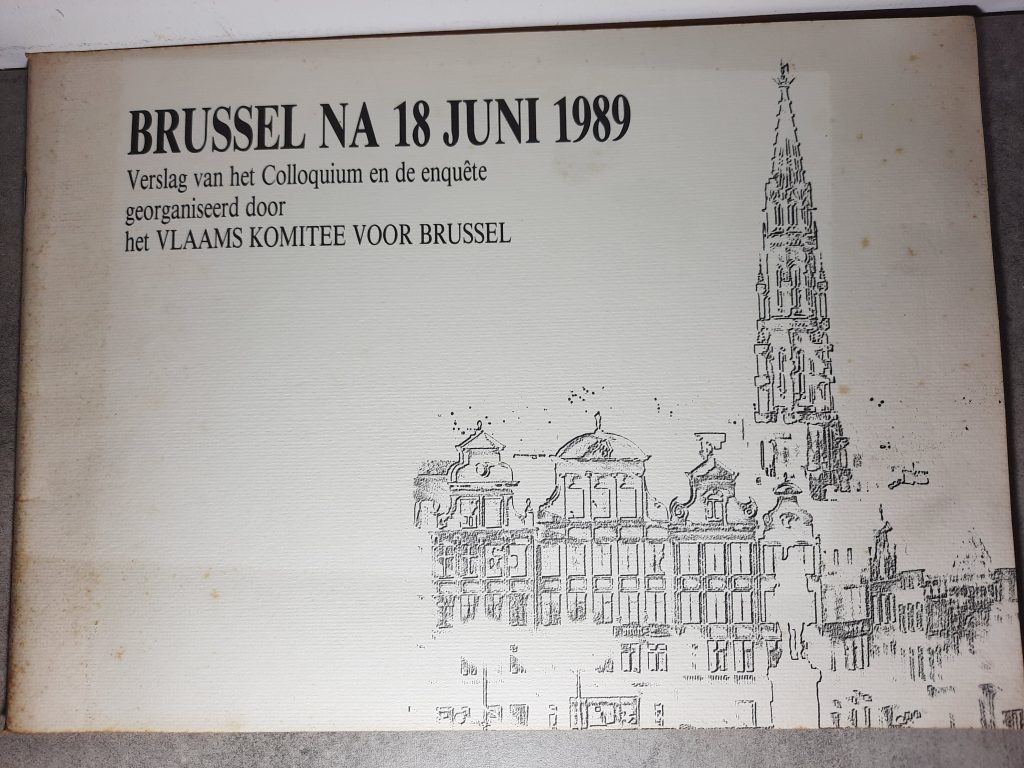 BRUSSEL NA 18 JUNI 1989
Verslag van het Colloquium en de enquête
georganiseerd door
het VLAAMS KOMITEE VOOR BRUSSEL